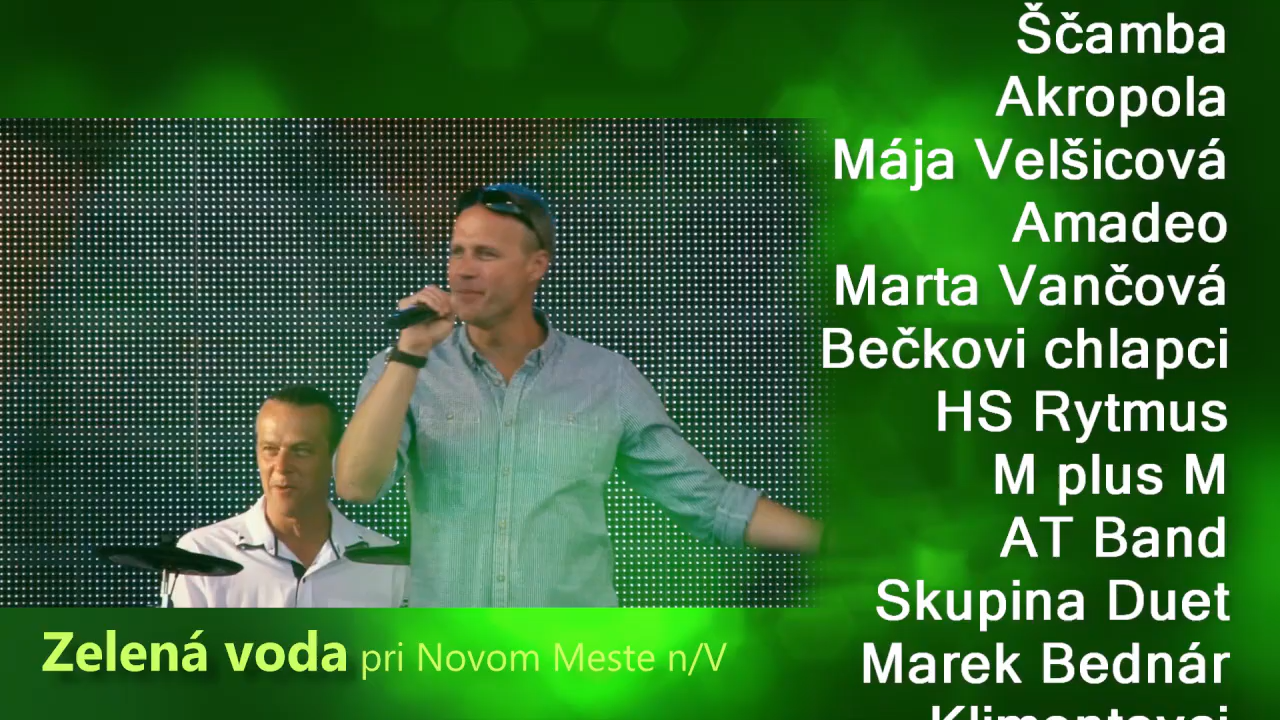 Ščamba
Akropola
Mája Velšicová
Amadeo
Marta Vančová
Bečkovi chlapci
HS Rytmus
M plus M
AT Band
Skupina Duet
Marek Bednár
Zelená voda pri Novom Meste n/V